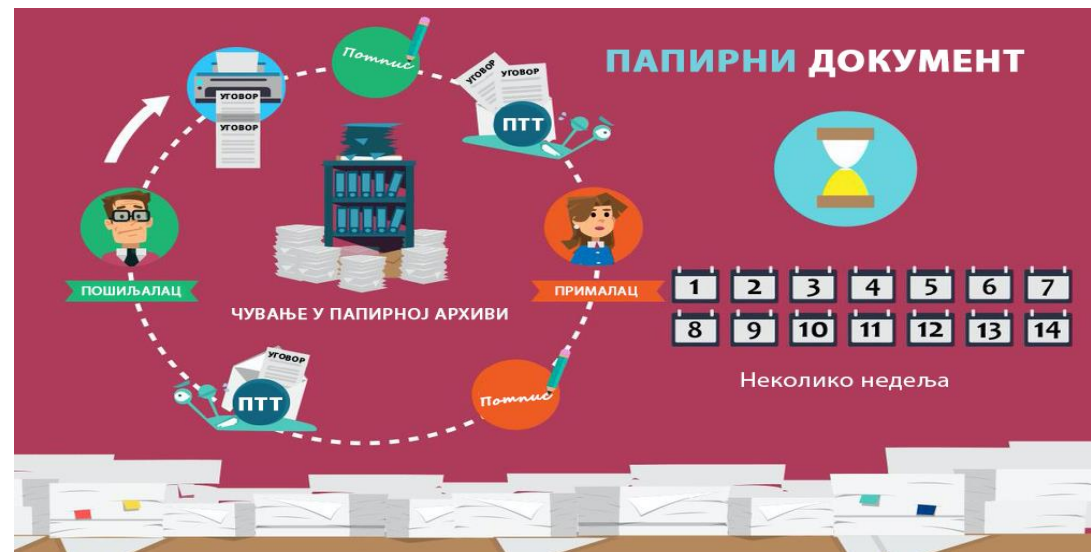 ПАПИРНИ ДОКУМЕНТ
Потпис
УГОВОР
УГОВОР
УГОВОР
УГОВОР
ПТТ
ПОШИЉАЛАЦ
ПРИМАЛАЦ
ЧУВАЊЕ У ПАПИРНОЈ АРХИВИ
УГОВОР
ПТТ
Потпис
1 2 3 4 5 6 7
8 9 10 11 12 13 14
Неколико недеља